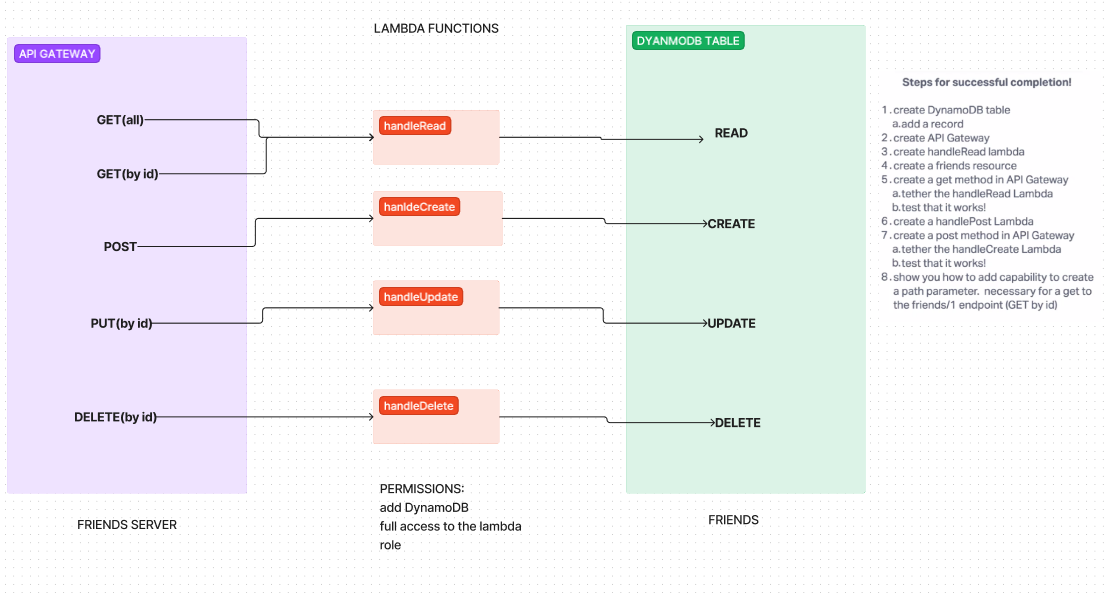 LAMBDA FUNCTIONS
API GATEWAY
GET(all)
GET(by id)
POST
PUT(by id)
DELETE(by id)
FRIENDS SERVER
handleRead
hanldeCreate
handleUpdate
handleDelete
PERMISSIONS:
add DynamoDB
full access to the lambda
role
DYANMODB TABLE
READ
CREATE
UPDATE
DELETE
FRIENDS
Steps for successful completion!
1. create DynamoDB table
a. add a record
2. create API Gateway
3. create handleRead lambda
4. create a friends resource
5. create a get method in API Gateway
a. tether the handleRead Lambda
b. test that it works!
6. create a handlePost Lambda
7. create a post method in API Gateway
a. tether the handleCreate Lambda
b. test that it works!
8. show you how to add capability to create
a path parameter. necessary for a get to
the friends/1 endpoint (GET by id)